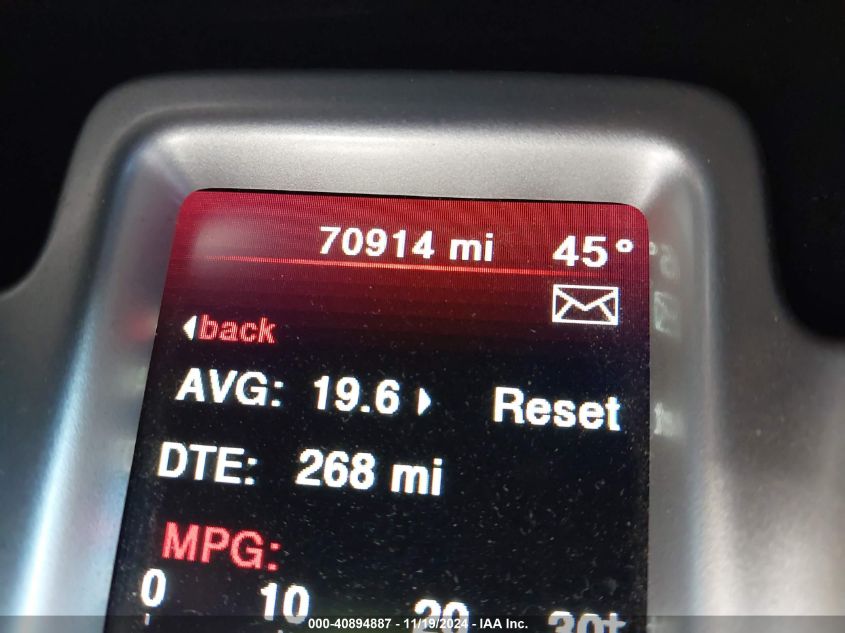 70914 mi 45°
back
AVG: 19.6 Reset
DTE: 268 mi
MPG:
0 10 20 30+
000-40894887 - 11/19/2024 - IAA Inc.